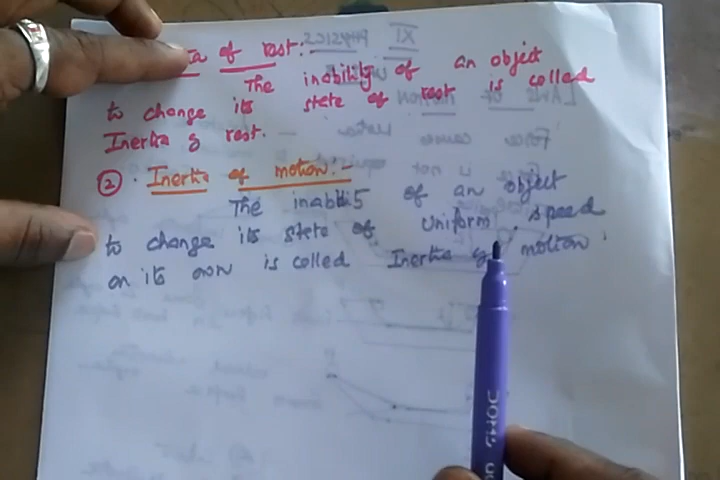 of rest:-
The inability of an object
to change its state of rest is called
Inertia of rest.
② . Inertia of motion:-
The inability of an object
to change its state of uniform speed
on its own is called Inertia of motion.